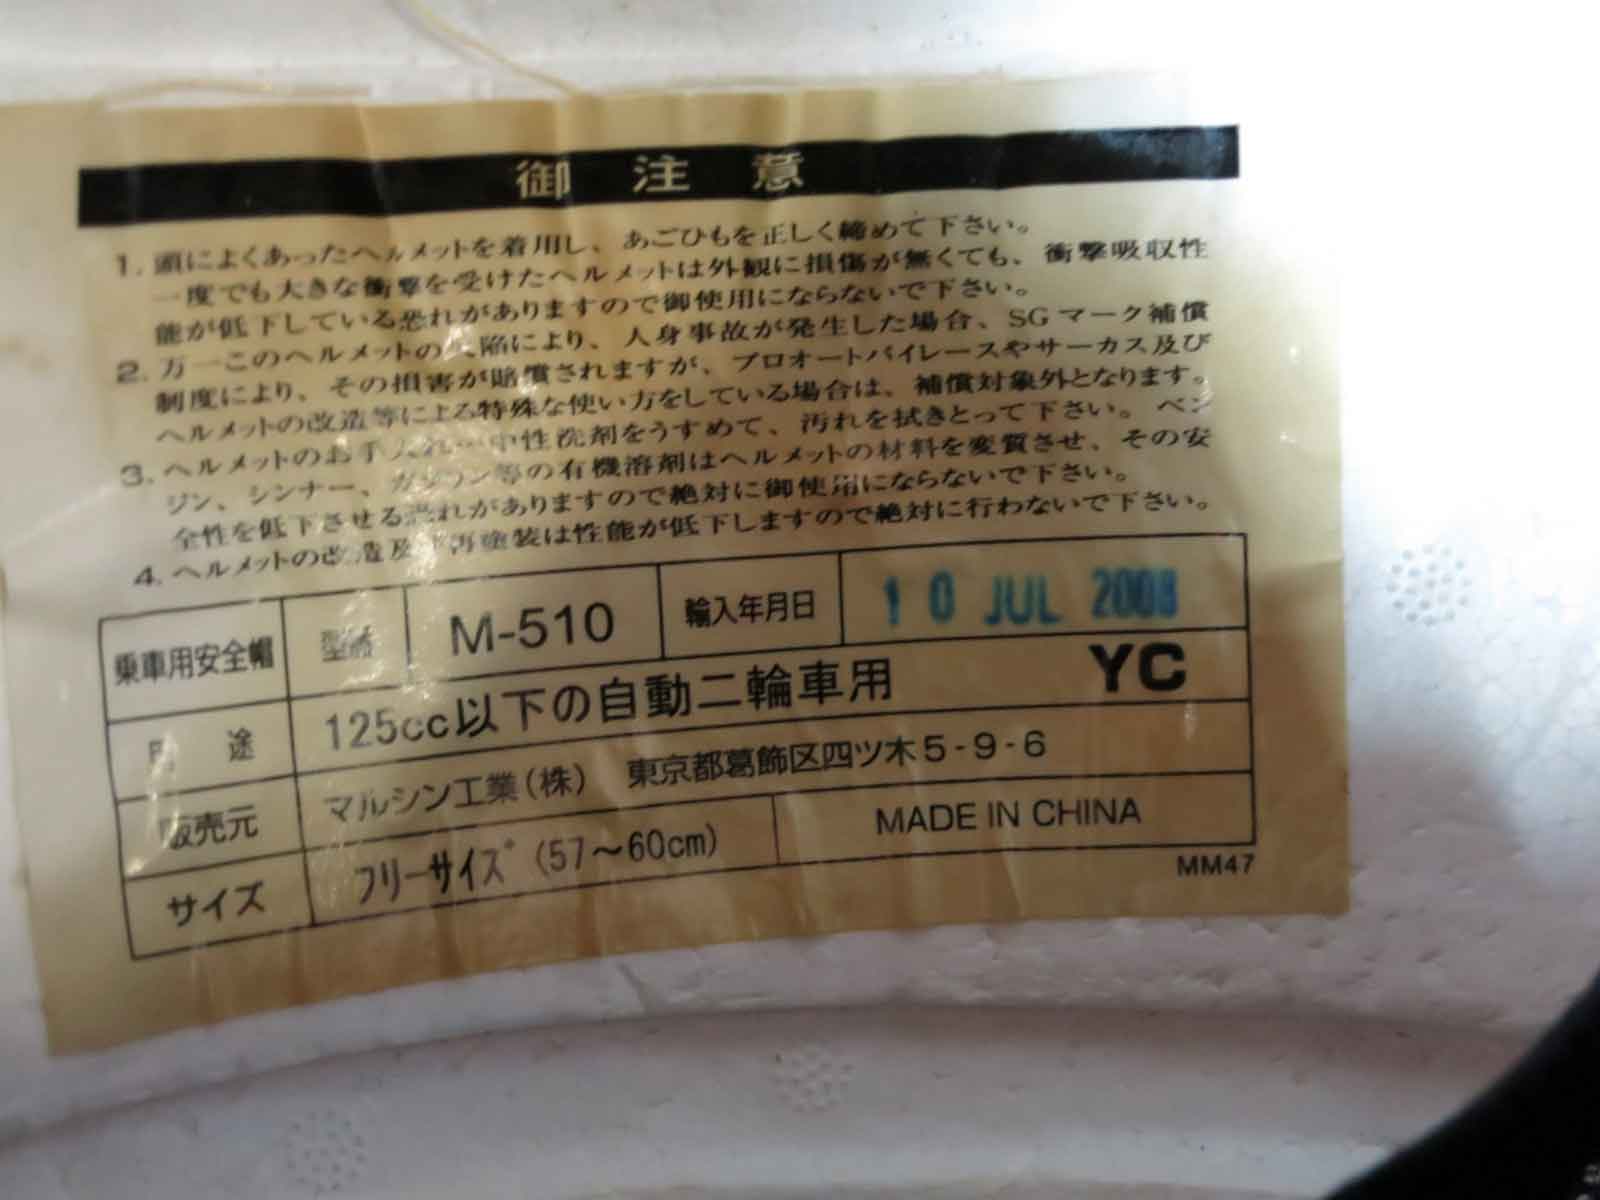 御注意
1. 頭によくあったヘルメットを着用し、あごひもを正しく締めて下さい。
一度でも大きな衝撃を受けたヘルメットは外観に損傷が無くても、衝撃吸収性
能が低下している恐れがありますので御使用にならないで下さい。
2. 万一このヘルメットの欠陥により、人身事故が発生した場合、SGマーク補償
制度により、その損害が賠償されますが、プロオートバイレースやサーカス及び
ヘルメットの改造等による特殊な使い方をしている場合は、補償対象外となります。
3. ヘルメットのお手入れ 中性洗剤をうすめて、汚れを拭きとって下さい。ベン
ジン、シンナー、ガソリン等の有機溶剤はヘルメットの材料を変質させ、その安
全性を低下させる恐れがありますので絶対に御使用にならないで下さい。
4. ヘルメットの改造及び再塗装は性能が低下しますので絶対に行わないで下さい。
乗車用安全帽 型式 M-510 輸入年月日 10 JUL 2008
用途 125cc以下の自動二輪車用 YC
販売元 マルシン工業(株) 東京都葛飾区四ツ木5-9-6
サイズ フリーサイズ(57～60cm) MADE IN CHINA
MM47